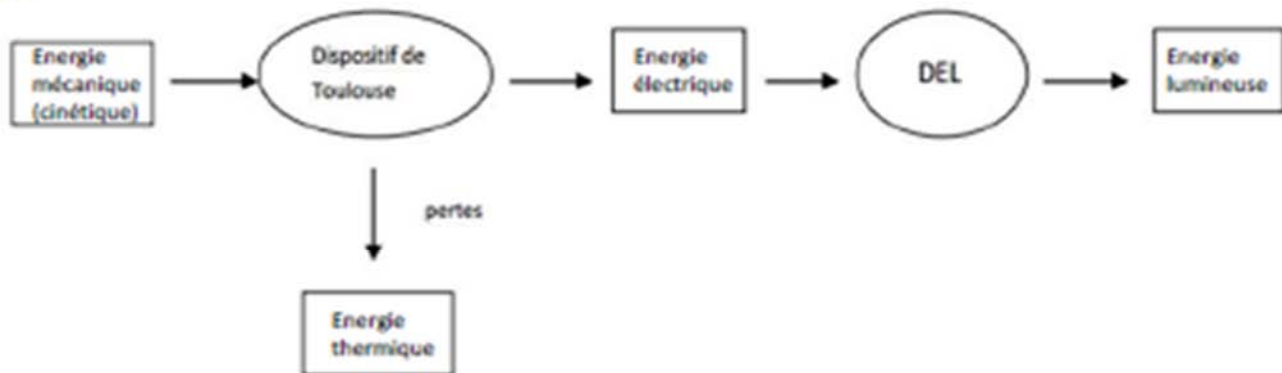 Energie
mécanique
(cinétique)
Dispositif de
Toulouse
Energie
électrique
DEL
Energie
lumineuse
pertes
Energie
thermique